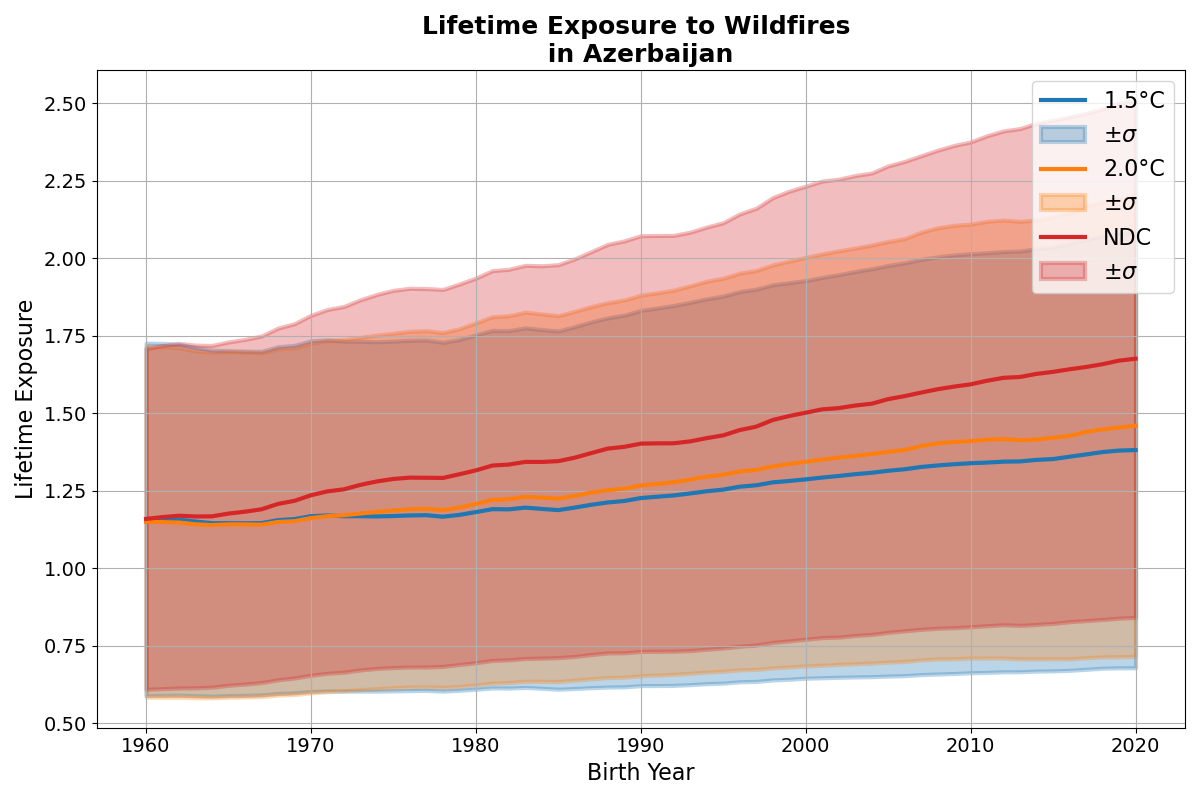 Lifetime Exposure to Wildfires
in Azerbaijan
Lifetime Exposure
2.50
2.25
2.00
1.75
1.50
1.25
1.00
0.75
0.50
1.5°C
±σ
2.0°C
±σ
NDC
±σ
1960
1970
1980
1990
2000
2010
2020
Birth Year